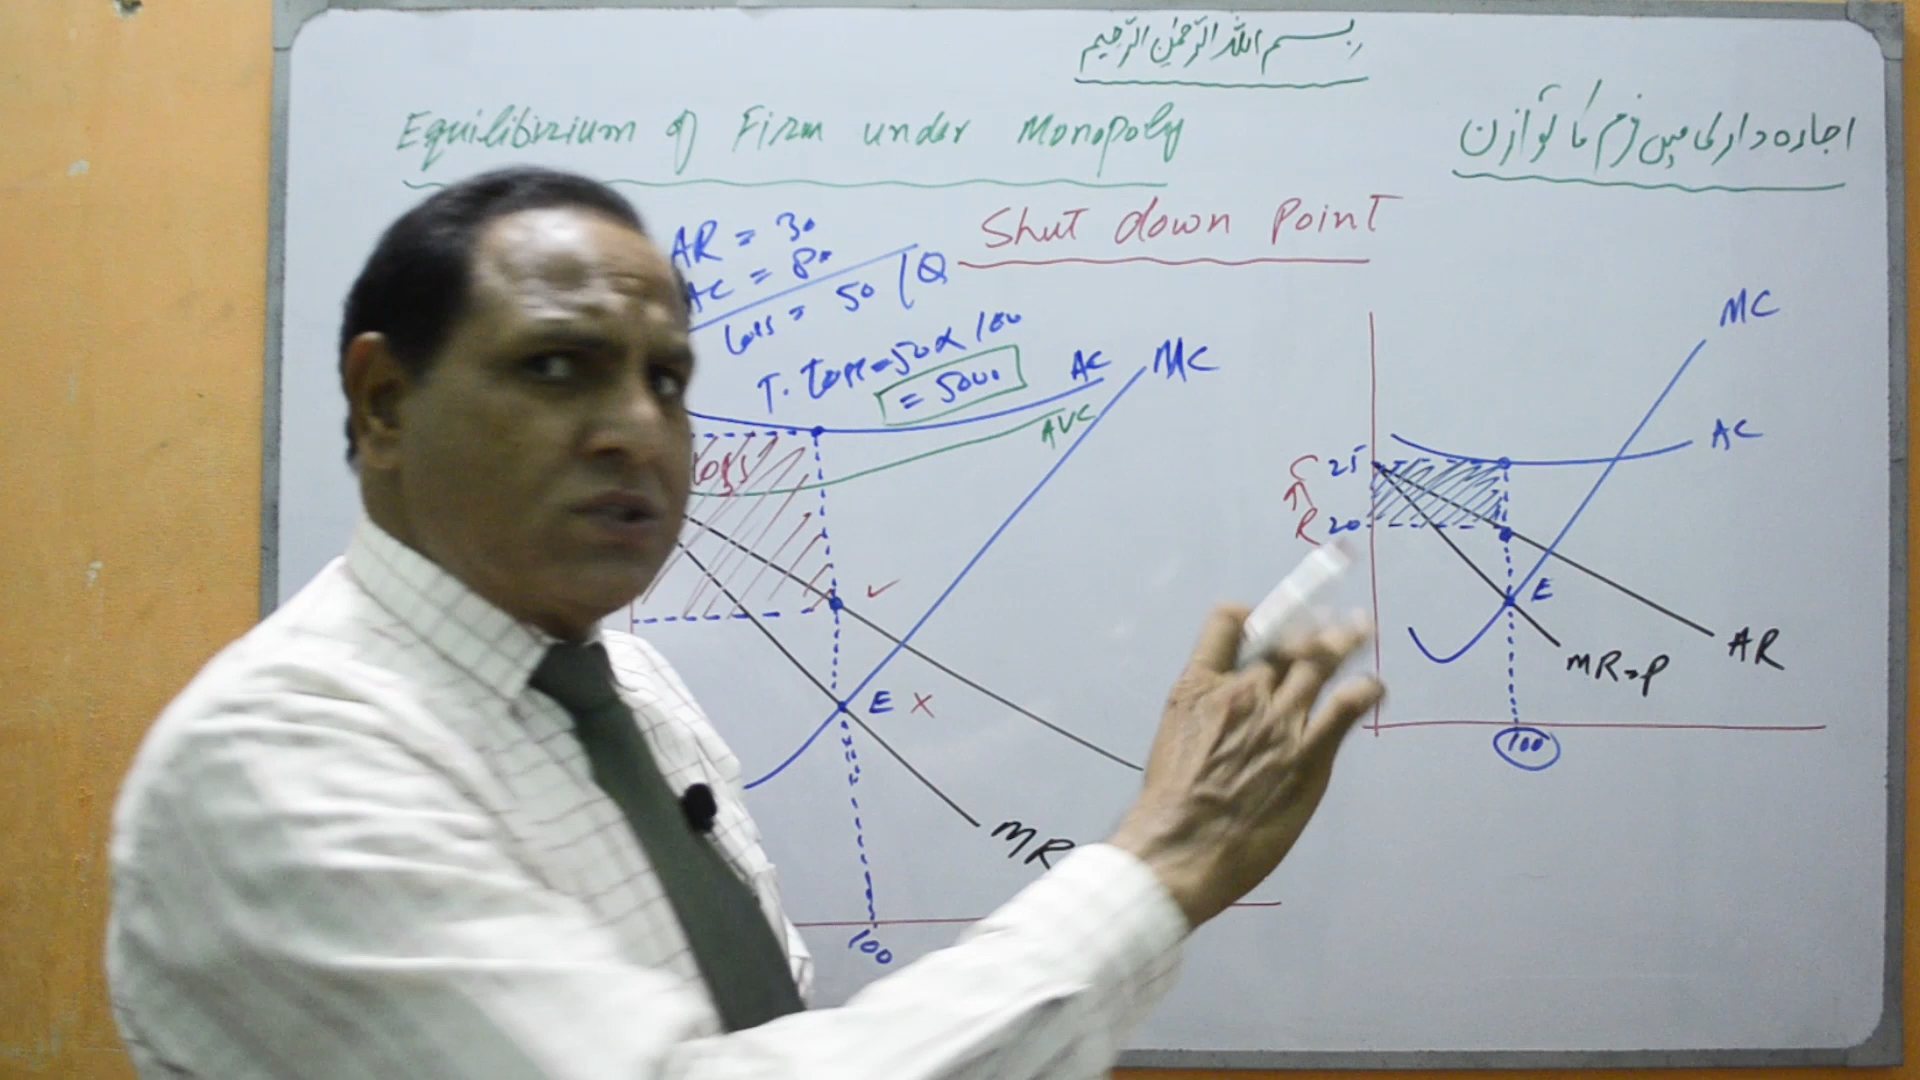 بسم اللہ الرحمٰن الرحیم
Equilibirium of Firm under Monopoly
اجارہ داری میں فرم کا توازن
Shut down Point
AR = 30
AC = 80
Loss = 50 / Q
T. Loss = 50 x 100
= 5000
AC
MC
AVC
Loss
E
MR
100
MC
AC
C 25
R 20
E
AR
MR=P
100